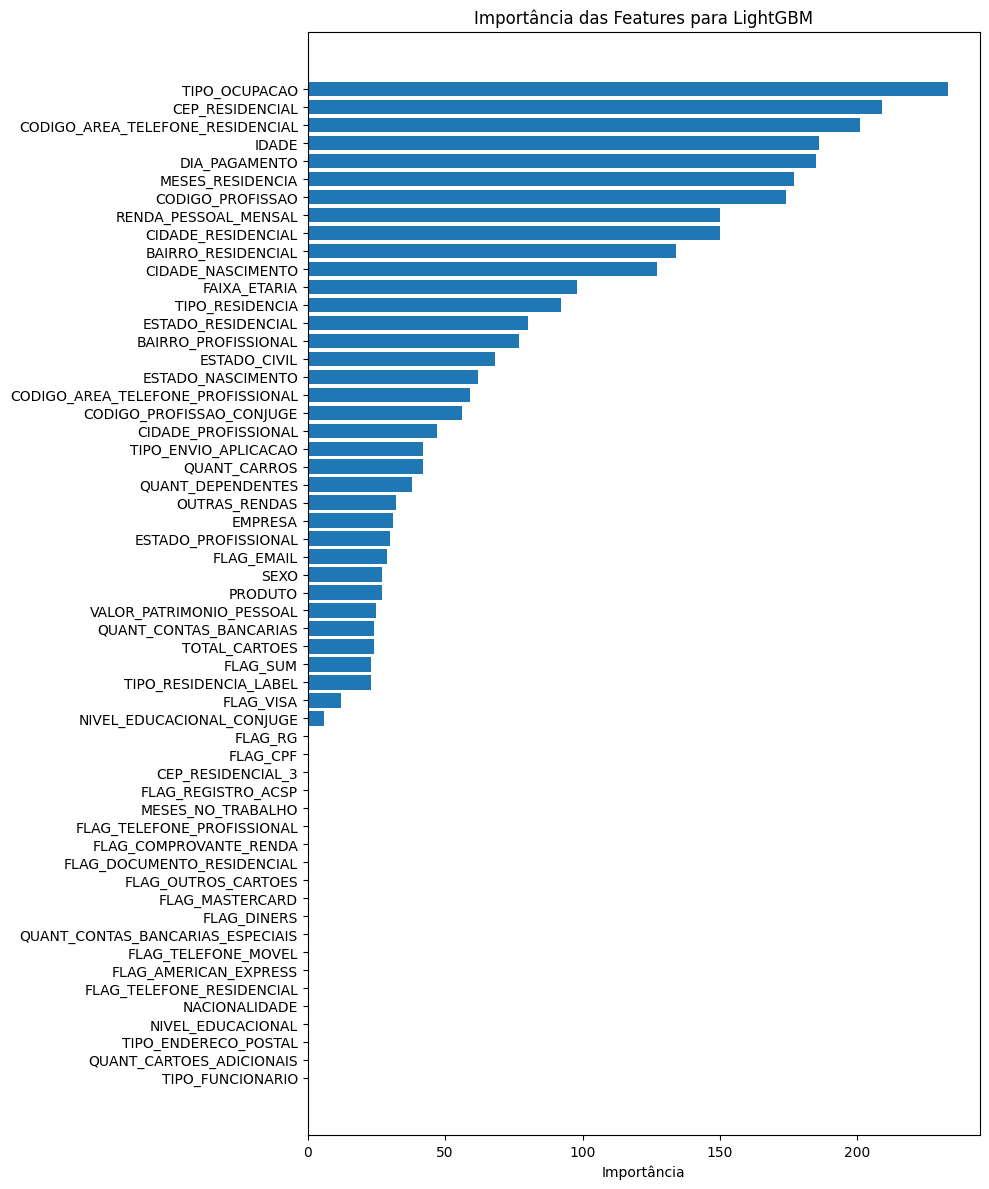 Importância das Features para LightGBM
TIPO_OCUPACAO
CEP_RESIDENCIAL
CODIGO_AREA_TELEFONE_RESIDENCIAL
IDADE
DIA_PAGAMENTO
MESES_RESIDENCIA
CODIGO_PROFISSAO
RENDA_PESSOAL_MENSAL
CIDADE_RESIDENCIAL
BAIRRO_RESIDENCIAL
CIDADE_NASCIMENTO
FAIXA_ETARIA
TIPO_RESIDENCIA
ESTADO_RESIDENCIAL
BAIRRO_PROFISSIONAL
ESTADO_CIVIL
ESTADO_NASCIMENTO
CODIGO_AREA_TELEFONE_PROFISSIONAL
CODIGO_PROFISSAO_CONJUGE
CIDADE_PROFISSIONAL
TIPO_ENVIO_APLICACAO
QUANT_CARROS
QUANT_DEPENDENTES
OUTRAS_RENDAS
EMPRESA
ESTADO_PROFISSIONAL
FLAG_EMAIL
SEXO
PRODUTO
VALOR_PATRIMONIO_PESSOAL
QUANT_CONTAS_BANCARIAS
TOTAL_CARTOES
FLAG_SUM
TIPO_RESIDENCIA_LABEL
FLAG_VISA
NIVEL_EDUCACIONAL_CONJUGE
FLAG_RG
FLAG_CPF
CEP_RESIDENCIAL_3
FLAG_REGISTRO_ACSP
MESES_NO_TRABALHO
FLAG_TELEFONE_PROFISSIONAL
FLAG_COMPROVANTE_RENDA
FLAG_DOCUMENTO_RESIDENCIAL
FLAG_OUTROS_CARTOES
FLAG_MASTERCARD
FLAG_DINERS
QUANT_CONTAS_BANCARIAS_ESPECIAIS
FLAG_TELEFONE_MOVEL
FLAG_AMERICAN_EXPRESS
FLAG_TELEFONE_RESIDENCIAL
NACIONALIDADE
NIVEL_EDUCACIONAL
TIPO_ENDERECO_POSTAL
QUANT_CARTOES_ADICIONAIS
TIPO_FUNCIONARIO
0 50 100 150 200
Importância